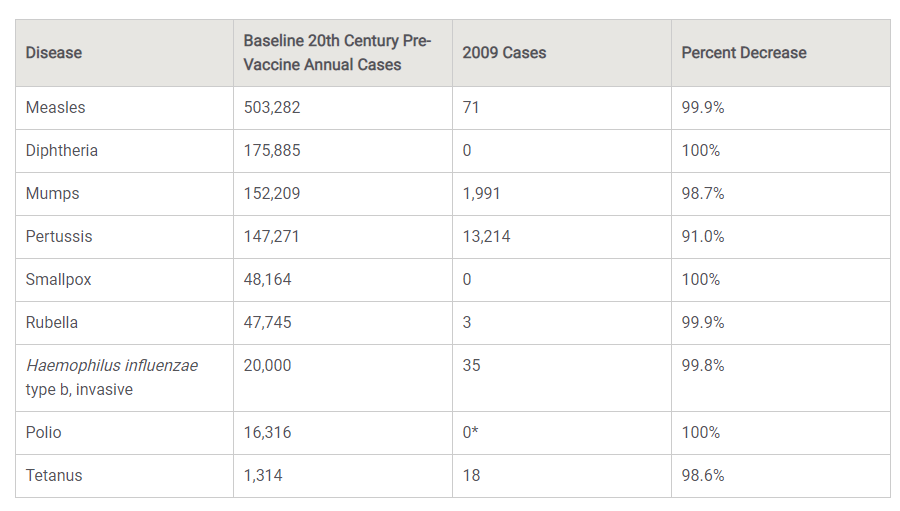 Disease Baseline 20th Century Pre-Vaccine Annual Cases 2009 Cases Percent Decrease
Measles 503,282 71 99.9%
Diphtheria 175,885 0 100%
Mumps 152,209 1,991 98.7%
Pertussis 147,271 13,214 91.0%
Smallpox 48,164 0 100%
Rubella 47,745 3 99.9%
Haemophilus influenzae type b, invasive 20,000 35 99.8%
Polio 16,316 0* 100%
Tetanus 1,314 18 98.6%